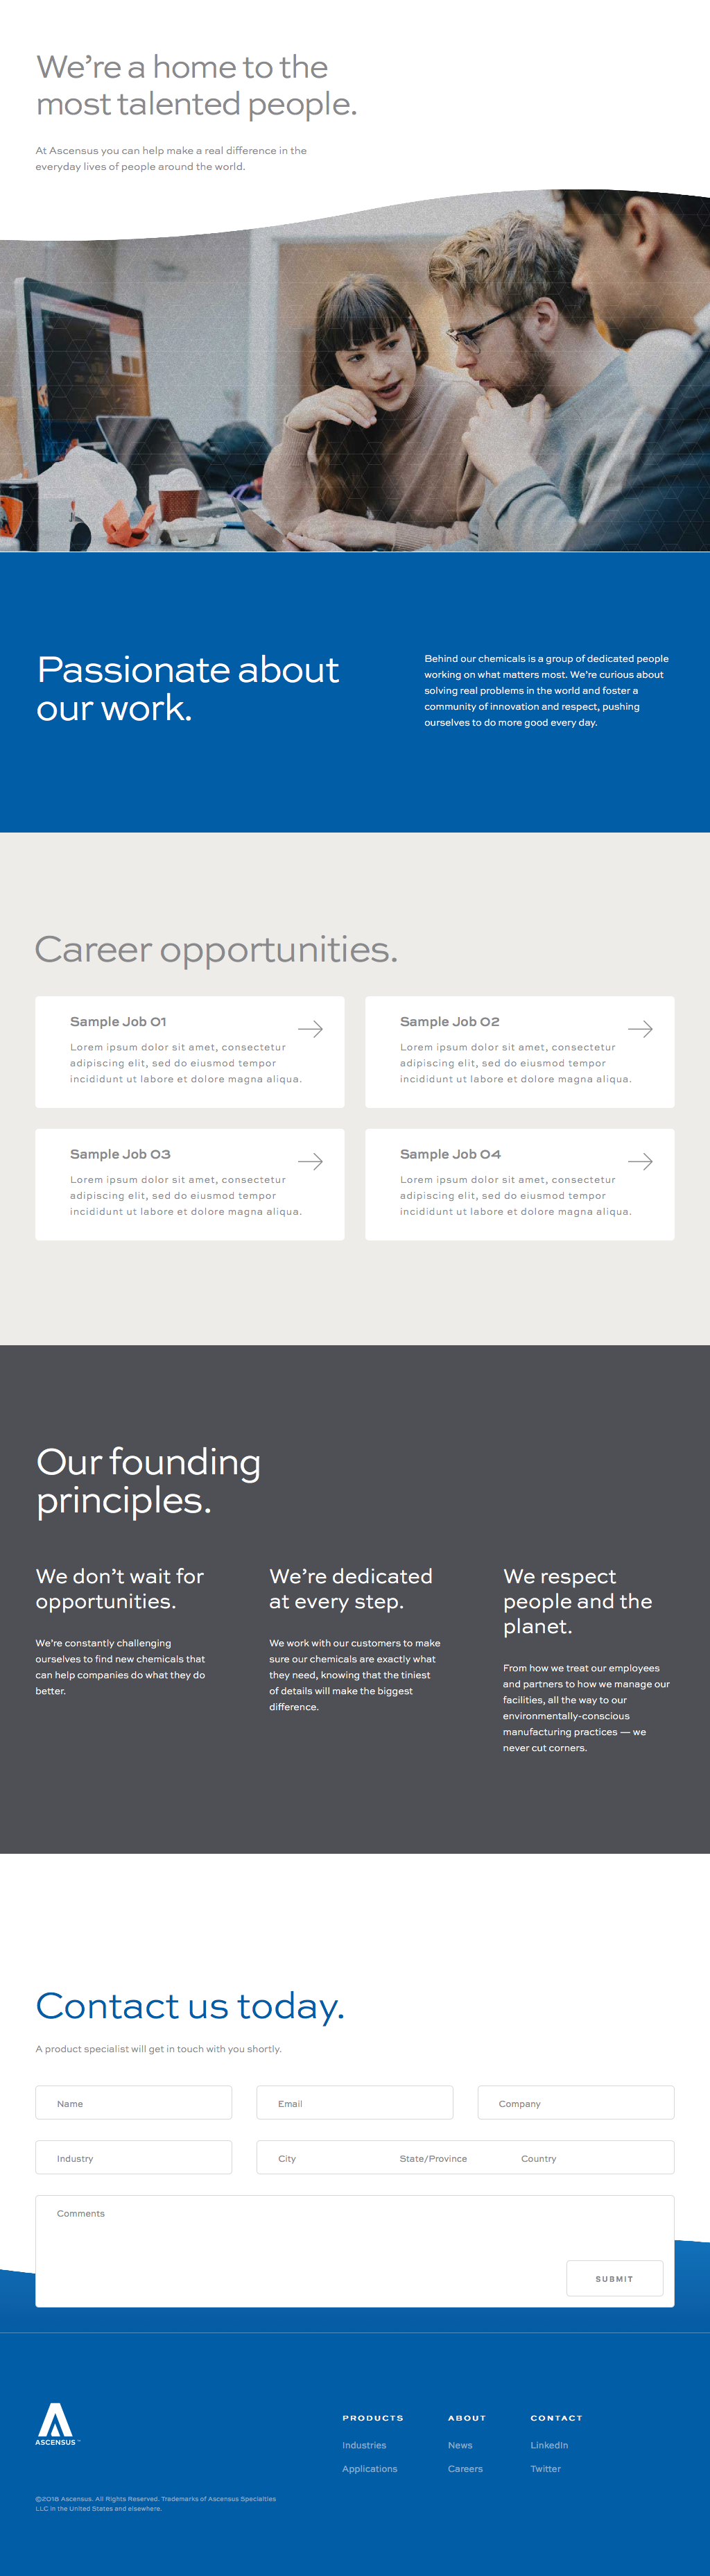 We're a home to the
most talented people.
At Ascensus you can help make a real difference in the
everyday lives of people around the world.
Passionate about
our work.
Behind our chemicals is a group of dedicated people
working on what matters most. We're curious about
solving real problems in the world and foster a
community of innovation and respect, pushing
ourselves to do more good every day.
Career opportunities.
Sample Job 01
Lorem ipsum dolor sit amet, consectetur
adipiscing elit, sed do eiusmod tempor
incididunt ut labore et dolore magna aliqua.
Sample Job 02
Lorem ipsum dolor sit amet, consectetur
adipiscing elit, sed do eiusmod tempor
incididunt ut labore et dolore magna aliqua.
Sample Job 03
Lorem ipsum dolor sit amet, consectetur
adipiscing elit, sed do eiusmod tempor
incididunt ut labore et dolore magna aliqua.
Sample Job 04
Lorem ipsum dolor sit amet, consectetur
adipiscing elit, sed do eiusmod tempor
incididunt ut labore et dolore magna aliqua.
Our founding
principles.
We don't wait for
opportunities.
We're constantly challenging
ourselves to find new chemicals that
can help companies do what they do
better.
We're dedicated
at every step.
We work with our customers to make
sure our chemicals are exactly what
they need, knowing that the tiniest
of details will make the biggest
difference.
We respect
people and the
planet.
From how we treat our employees
and partners to how we manage our
facilities, all the way to our
environmentally-conscious
manufacturing practices — we
never cut corners.
Contact us today.
A product specialist will get in touch with you shortly.
Name
Email
Company
Industry
City
State/Province
Country
Comments
SUBMIT
ASCENSUS™
PRODUCTS
Industries
Applications
ABOUT
News
Careers
CONTACT
LinkedIn
Twitter
©2018 Ascensus. All Rights Reserved. Trademarks of Ascensus Specialties
LLC in the United States and elsewhere.